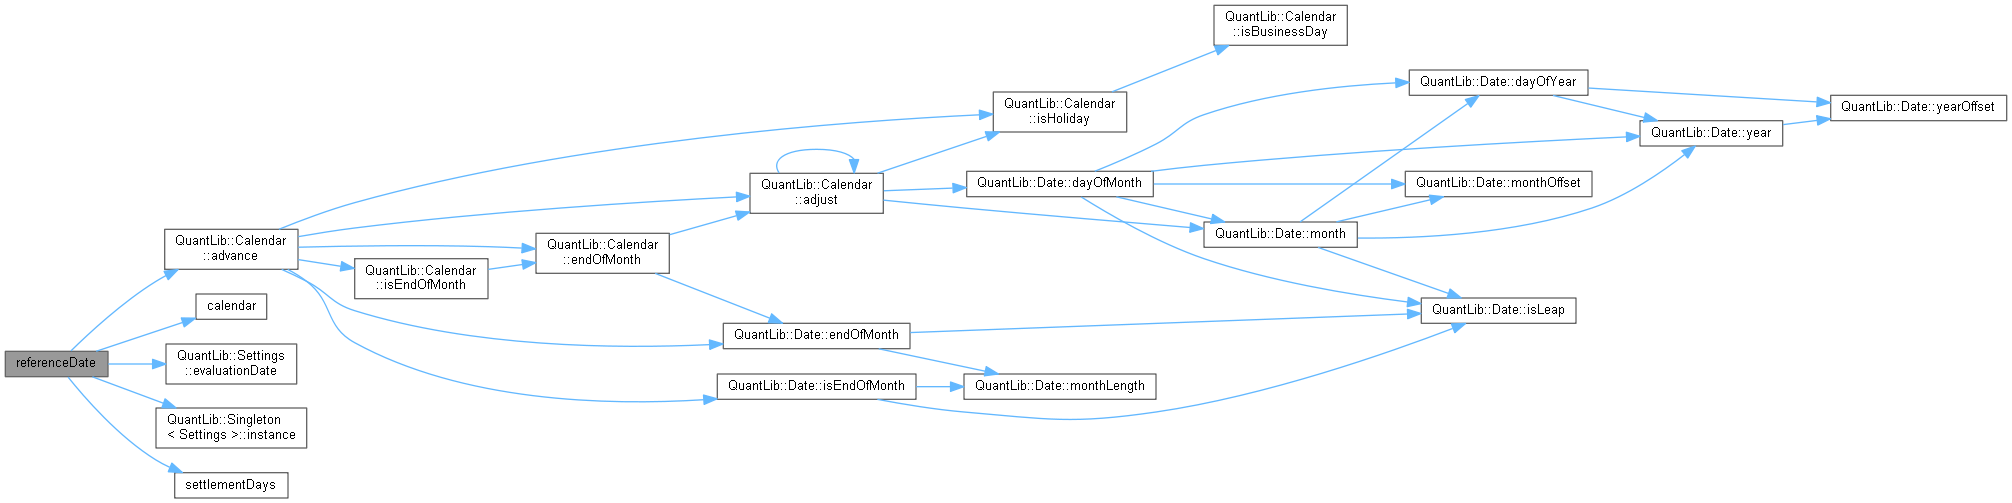 referenceDate
QuantLib::Calendar
::advance
calendar
QuantLib::Settings
::evaluationDate
QuantLib::Singleton
< Settings >::instance
settlementDays
QuantLib::Calendar
::isEndOfMonth
QuantLib::Calendar
::endOfMonth
QuantLib::Calendar
::adjust
QuantLib::Date::endOfMonth
QuantLib::Date::isEndOfMonth
QuantLib::Calendar
::isHoliday
QuantLib::Date::dayOfMonth
QuantLib::Date::monthLength
QuantLib::Calendar
::isBusinessDay
QuantLib::Date::month
QuantLib::Date::dayOfYear
QuantLib::Date::monthOffset
QuantLib::Date::isLeap
QuantLib::Date::year
QuantLib::Date::yearOffset